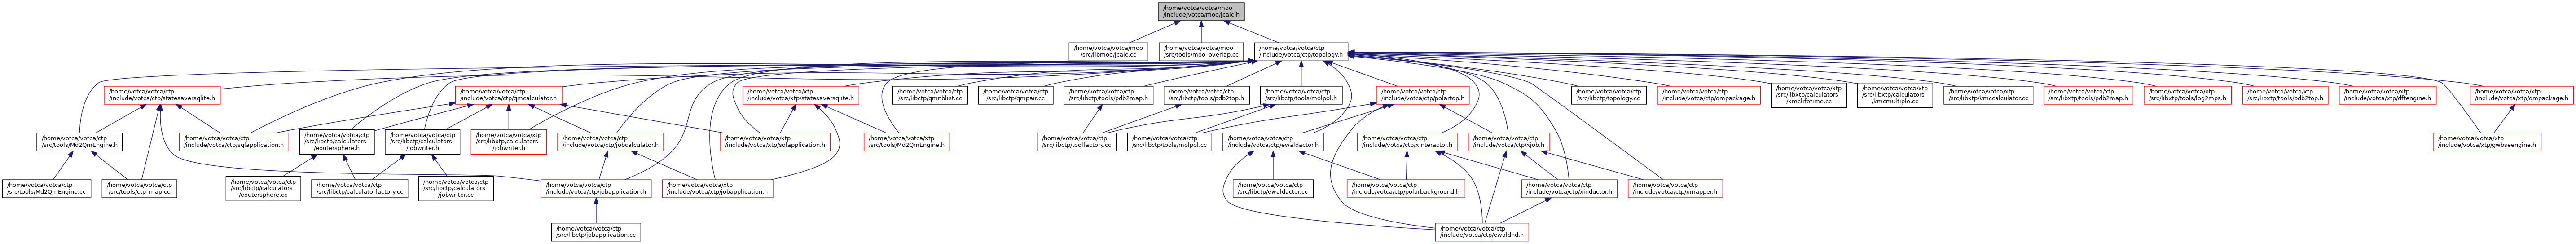 /home/votca/votca/moo
/include/votca/moo/jcalc.h
/home/votca/votca/moo
/src/libmoo/jcalc.cc
/home/votca/votca/moo
/src/tools/moo_overlap.cc
/home/votca/votca/ctp
/include/votca/ctp/topology.h
/home/votca/votca/ctp
/include/votca/ctp/statesaversqlite.h
/home/votca/votca/ctp
/include/votca/ctp/qmcalculator.h
/home/votca/votca/xtp
/include/votca/xtp/statesaversqlite.h
/home/votca/votca/ctp
/src/libctp/qmnblist.cc
/home/votca/votca/ctp
/src/libctp/qmpair.cc
/home/votca/votca/ctp
/src/libctp/tools/pdb2map.h
/home/votca/votca/ctp
/src/libctp/tools/pdb2top.h
/home/votca/votca/ctp
/src/libctp/tools/molpol.h
/home/votca/votca/ctp
/include/votca/ctp/polartop.h
/home/votca/votca/ctp
/src/libctp/topology.cc
/home/votca/votca/ctp
/include/votca/ctp/qmpackage.h
/home/votca/votca/xtp
/src/libxtp/calculators
/kmclifetime.cc
/home/votca/votca/xtp
/src/libxtp/calculators
/kmcmultiple.cc
/home/votca/votca/xtp
/src/libxtp/kmccalculator.cc
/home/votca/votca/xtp
/src/libxtp/tools/pdb2map.h
/home/votca/votca/xtp
/src/libxtp/tools/log2mps.h
/home/votca/votca/xtp
/src/libxtp/tools/pdb2top.h
/home/votca/votca/xtp
/include/votca/xtp/dftengine.h
/home/votca/votca/xtp
/include/votca/xtp/qmpackage.h
/home/votca/votca/ctp
/src/tools/Md2QmEngine.h
/home/votca/votca/ctp
/include/votca/ctp/sqlapplication.h
/home/votca/votca/ctp
/src/libctp/calculators
/eoutersphere.h
/home/votca/votca/ctp
/src/libctp/calculators
/jobwriter.h
/home/votca/votca/xtp
/src/libxtp/calculators
/jobwriter.h
/home/votca/votca/ctp
/include/votca/ctp/jobcalculator.h
/home/votca/votca/xtp
/include/votca/xtp/sqlapplication.h
/home/votca/votca/xtp
/src/tools/Md2QmEngine.h
/home/votca/votca/ctp
/src/libctp/toolfactory.cc
/home/votca/votca/ctp
/src/libctp/tools/molpol.cc
/home/votca/votca/ctp
/include/votca/ctp/ewaldactor.h
/home/votca/votca/ctp
/include/votca/ctp/xinteractor.h
/home/votca/votca/ctp
/include/votca/ctp/xjob.h
/home/votca/votca/xtp
/include/votca/xtp/gwbseengine.h
/home/votca/votca/ctp
/src/tools/Md2QmEngine.cc
/home/votca/votca/ctp
/src/tools/ctp_map.cc
/home/votca/votca/ctp
/src/libctp/calculators
/eoutersphere.cc
/home/votca/votca/ctp
/src/libctp/calculatorfactory.cc
/home/votca/votca/ctp
/src/libctp/calculators
/jobwriter.cc
/home/votca/votca/ctp
/include/votca/ctp/jobapplication.h
/home/votca/votca/xtp
/include/votca/xtp/jobapplication.h
/home/votca/votca/ctp
/src/libctp/ewaldactor.cc
/home/votca/votca/ctp
/include/votca/ctp/polarbackground.h
/home/votca/votca/ctp
/include/votca/ctp/xinductor.h
/home/votca/votca/ctp
/include/votca/ctp/xmapper.h
/home/votca/votca/ctp
/src/libctp/jobapplication.cc
/home/votca/votca/ctp
/include/votca/ctp/ewaldnd.h